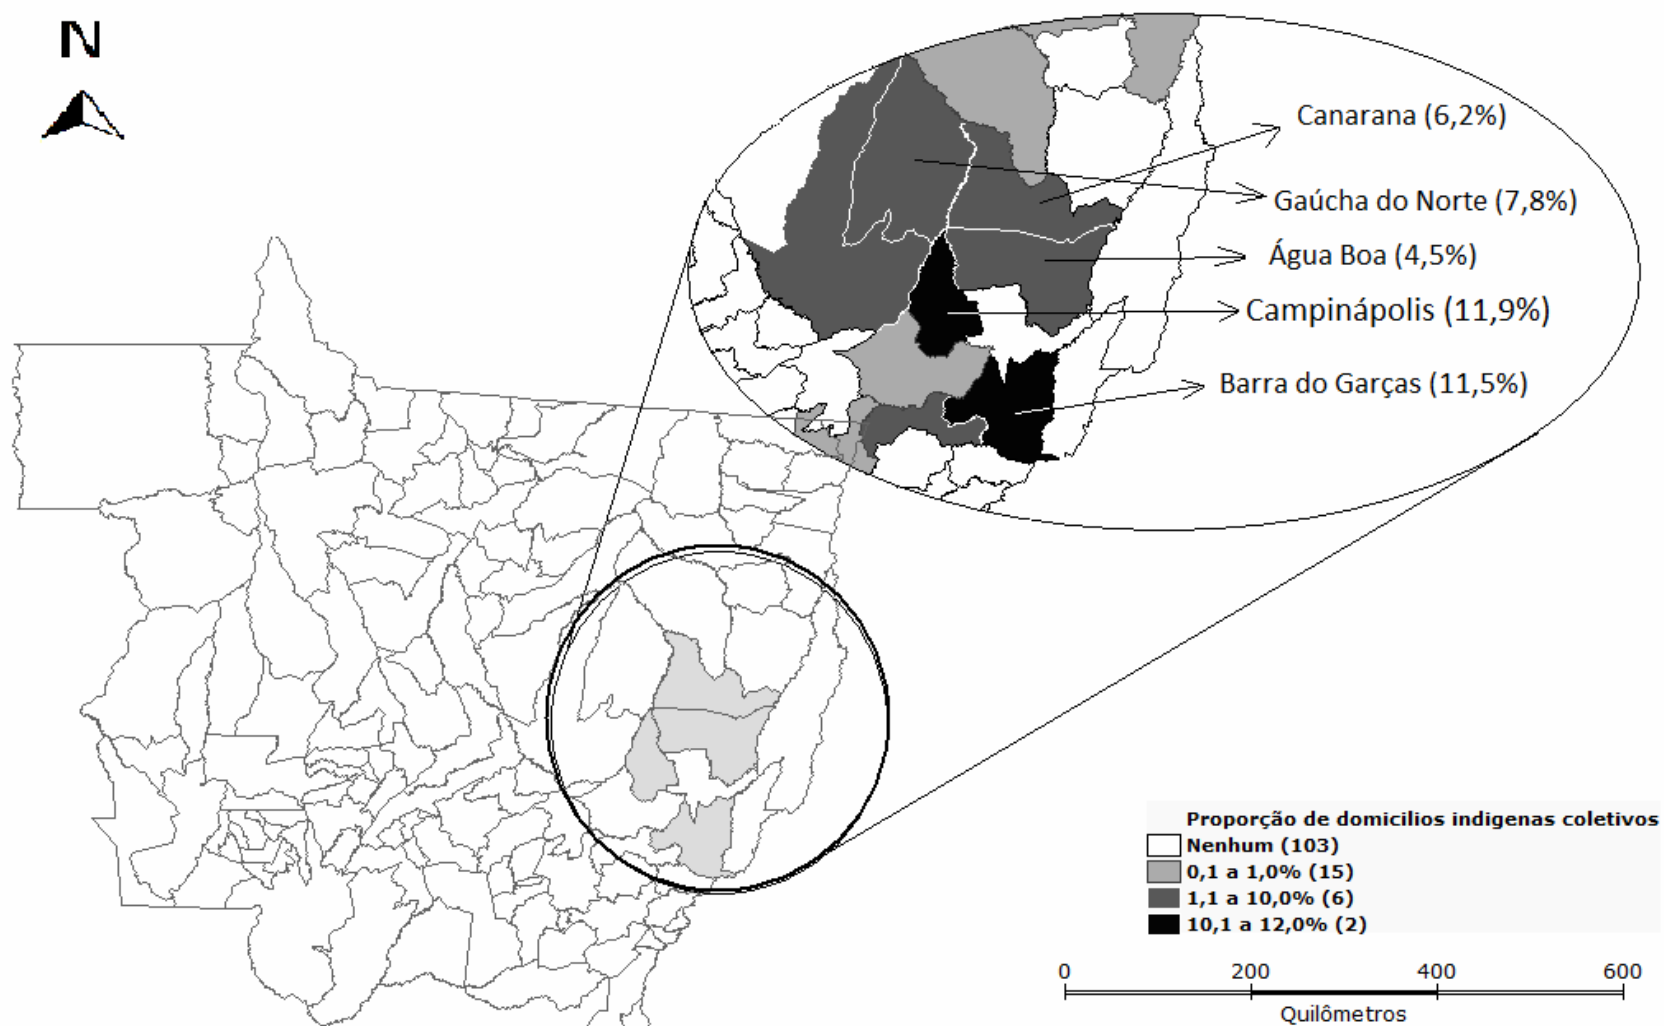 N
Canarana (6,2%)
Gaúcha do Norte (7,8%)
Água Boa (4,5%)
Campinápolis (11,9%)
Barra do Garças (11,5%)
Proporção de domicilios indigenas coletivos
Nenhum (103)
0,1 a 1,0% (15)
1,1 a 10,0% (6)
10,1 a 12,0% (2)
0 200 400 600
Quilômetros